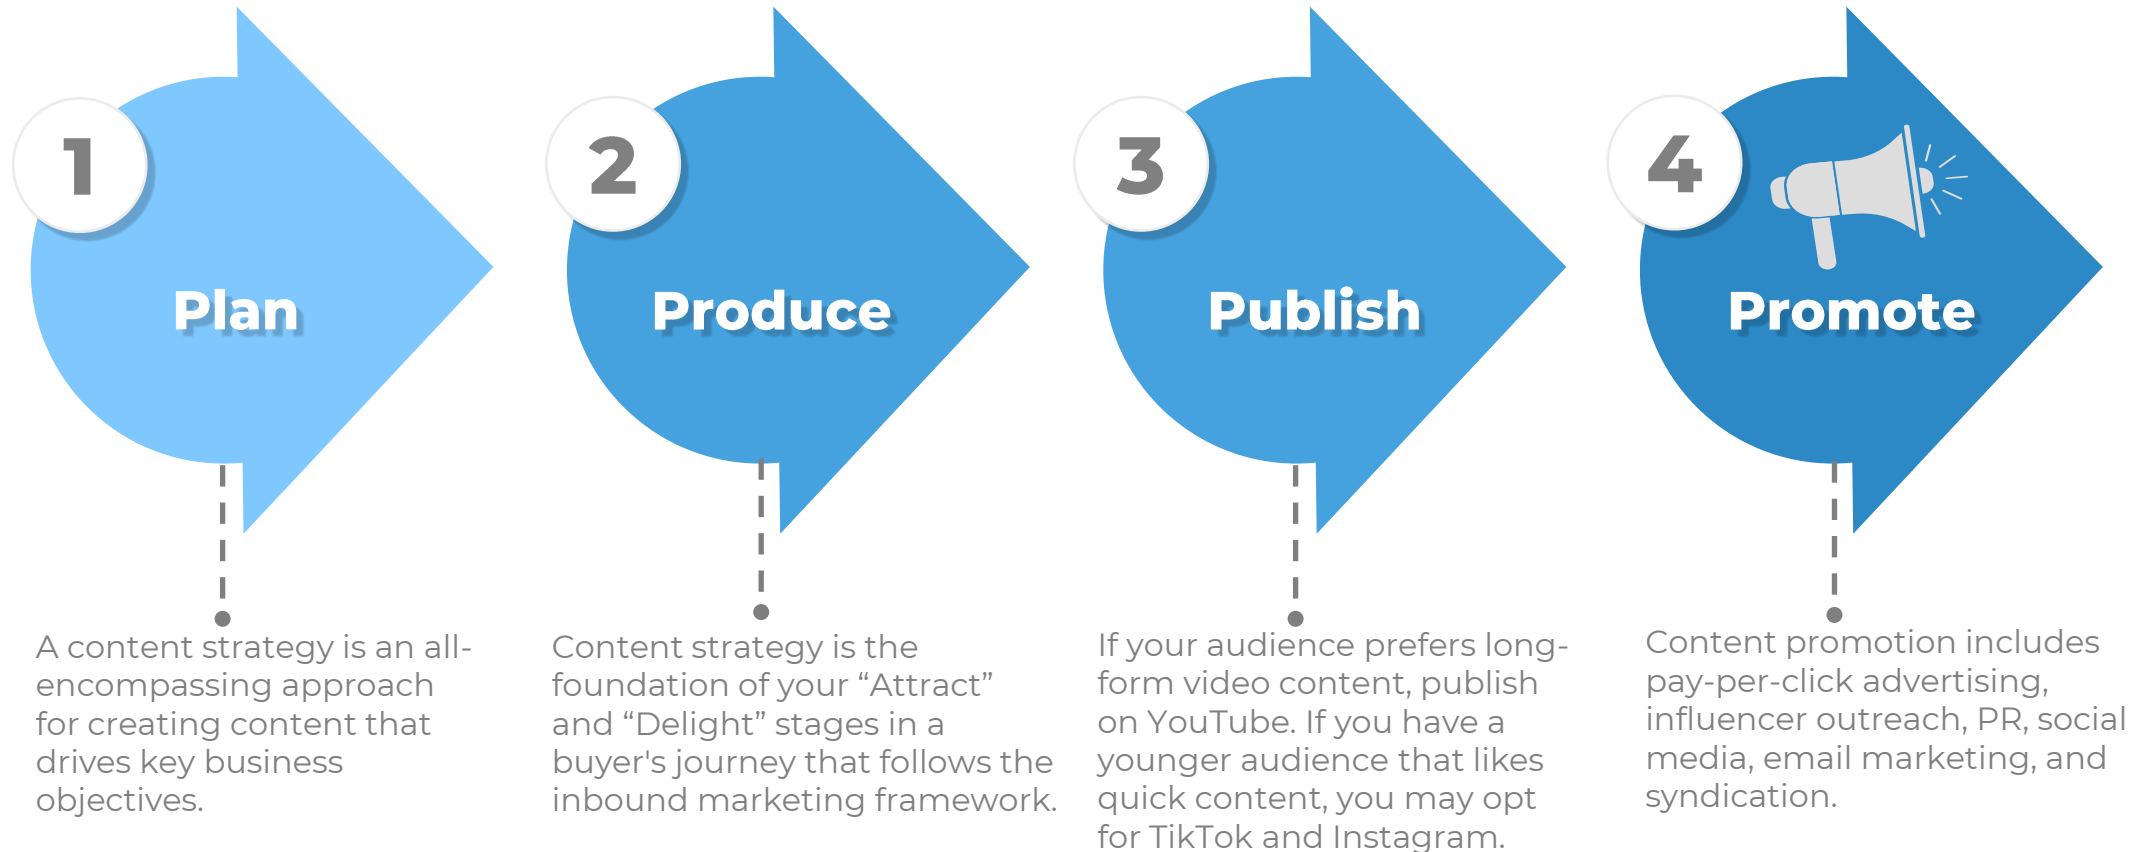 1
Plan
A content strategy is an all-
encompassing approach
for creating content that
drives key business
objectives.
2
Produce
Content strategy is the
foundation of your “Attract”
and “Delight” stages in a
buyer's journey that follows the
inbound marketing framework.
3
Publish
If your audience prefers long-
form video content, publish
on YouTube. If you have a
younger audience that likes
quick content, you may opt
for TikTok and Instagram.
4
Promote
Content promotion includes
pay-per-click advertising,
influencer outreach, PR, social
media, email marketing, and
syndication.